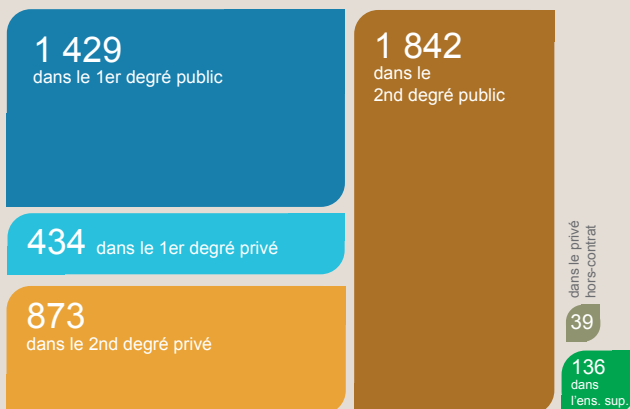 1 429
dans le 1er degré public
1 842
dans le
2nd degré public
434 dans le 1er degré privé
873
dans le 2nd degré privé
dans le privé
hors-contrat
39
136
dans
l'ens. sup.